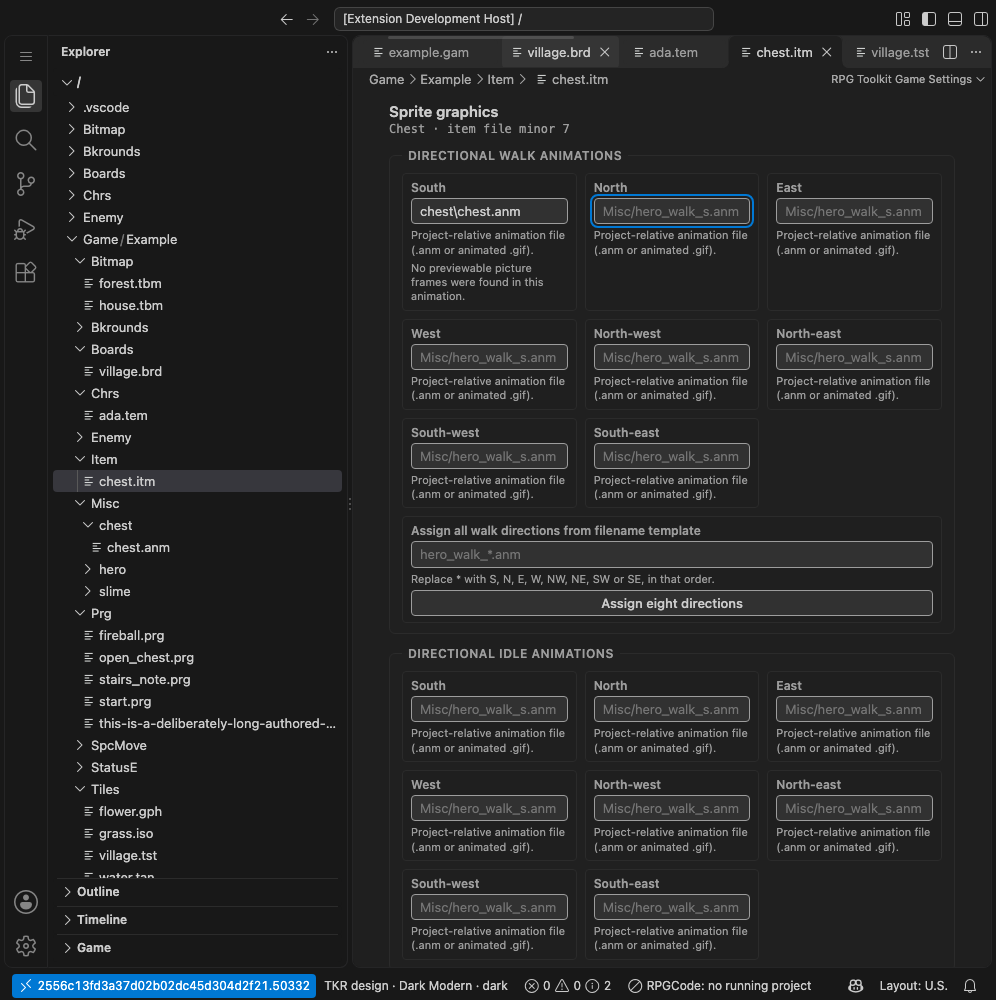 [Extension Development Host] /
Explorer
/
.vscode
Bitmap
Bkrounds
Boards
Chrs
Enemy
Game / Example
Bitmap
forest.tbm
house.tbm
Bkrounds
Boards
village.brd
Chrs
ada.tem
Enemy
Item
chest.itm
Misc
chest
chest.anm
hero
slime
Prg
fireball.prg
open_chest.prg
stairs_note.prg
start.prg
this-is-a-deliberately-long-authored-...
SpcMove
StatusE
Tiles
flower.gph
grass.iso
village.tst
water.tan
Outline
Timeline
Game
example.gam
village.brd
ada.tem
chest.itm
village.tst
Game > Example > Item > chest.itm
RPG Toolkit Game Settings
Sprite graphics
Chest · item file minor 7
DIRECTIONAL WALK ANIMATIONS
South
chest\chest.anm
Project-relative animation file
(.anm or animated .gif).
No previewable picture
frames were found in this
animation.
North
Misc/hero_walk_s.anm
Project-relative animation file
(.anm or animated .gif).
East
Misc/hero_walk_s.anm
Project-relative animation file
(.anm or animated .gif).
West
Misc/hero_walk_s.anm
Project-relative animation file
(.anm or animated .gif).
North-west
Misc/hero_walk_s.anm
Project-relative animation file
(.anm or animated .gif).
North-east
Misc/hero_walk_s.anm
Project-relative animation file
(.anm or animated .gif).
South-west
Misc/hero_walk_s.anm
Project-relative animation file
(.anm or animated .gif).
South-east
Misc/hero_walk_s.anm
Project-relative animation file
(.anm or animated .gif).
Assign all walk directions from filename template
hero_walk_*.anm
Replace * with S, N, E, W, NW, NE, SW or SE, in that order.
Assign eight directions
DIRECTIONAL IDLE ANIMATIONS
South
Misc/hero_walk_s.anm
Project-relative animation file
(.anm or animated .gif).
North
Misc/hero_walk_s.anm
Project-relative animation file
(.anm or animated .gif).
East
Misc/hero_walk_s.anm
Project-relative animation file
(.anm or animated .gif).
West
Misc/hero_walk_s.anm
Project-relative animation file
(.anm or animated .gif).
North-west
Misc/hero_walk_s.anm
Project-relative animation file
(.anm or animated .gif).
North-east
Misc/hero_walk_s.anm
Project-relative animation file
(.anm or animated .gif).
South-west
Misc/hero_walk_s.anm
Project-relative animation file
(.anm or animated .gif).
South-east
Misc/hero_walk_s.anm
Project-relative animation file
(.anm or animated .gif).
2556c13fd3a37d02b02dc45d304d2f21.50332
TKR design · Dark Modern · dark
0
0
2
RPGCode: no running project
Layout: U.S.